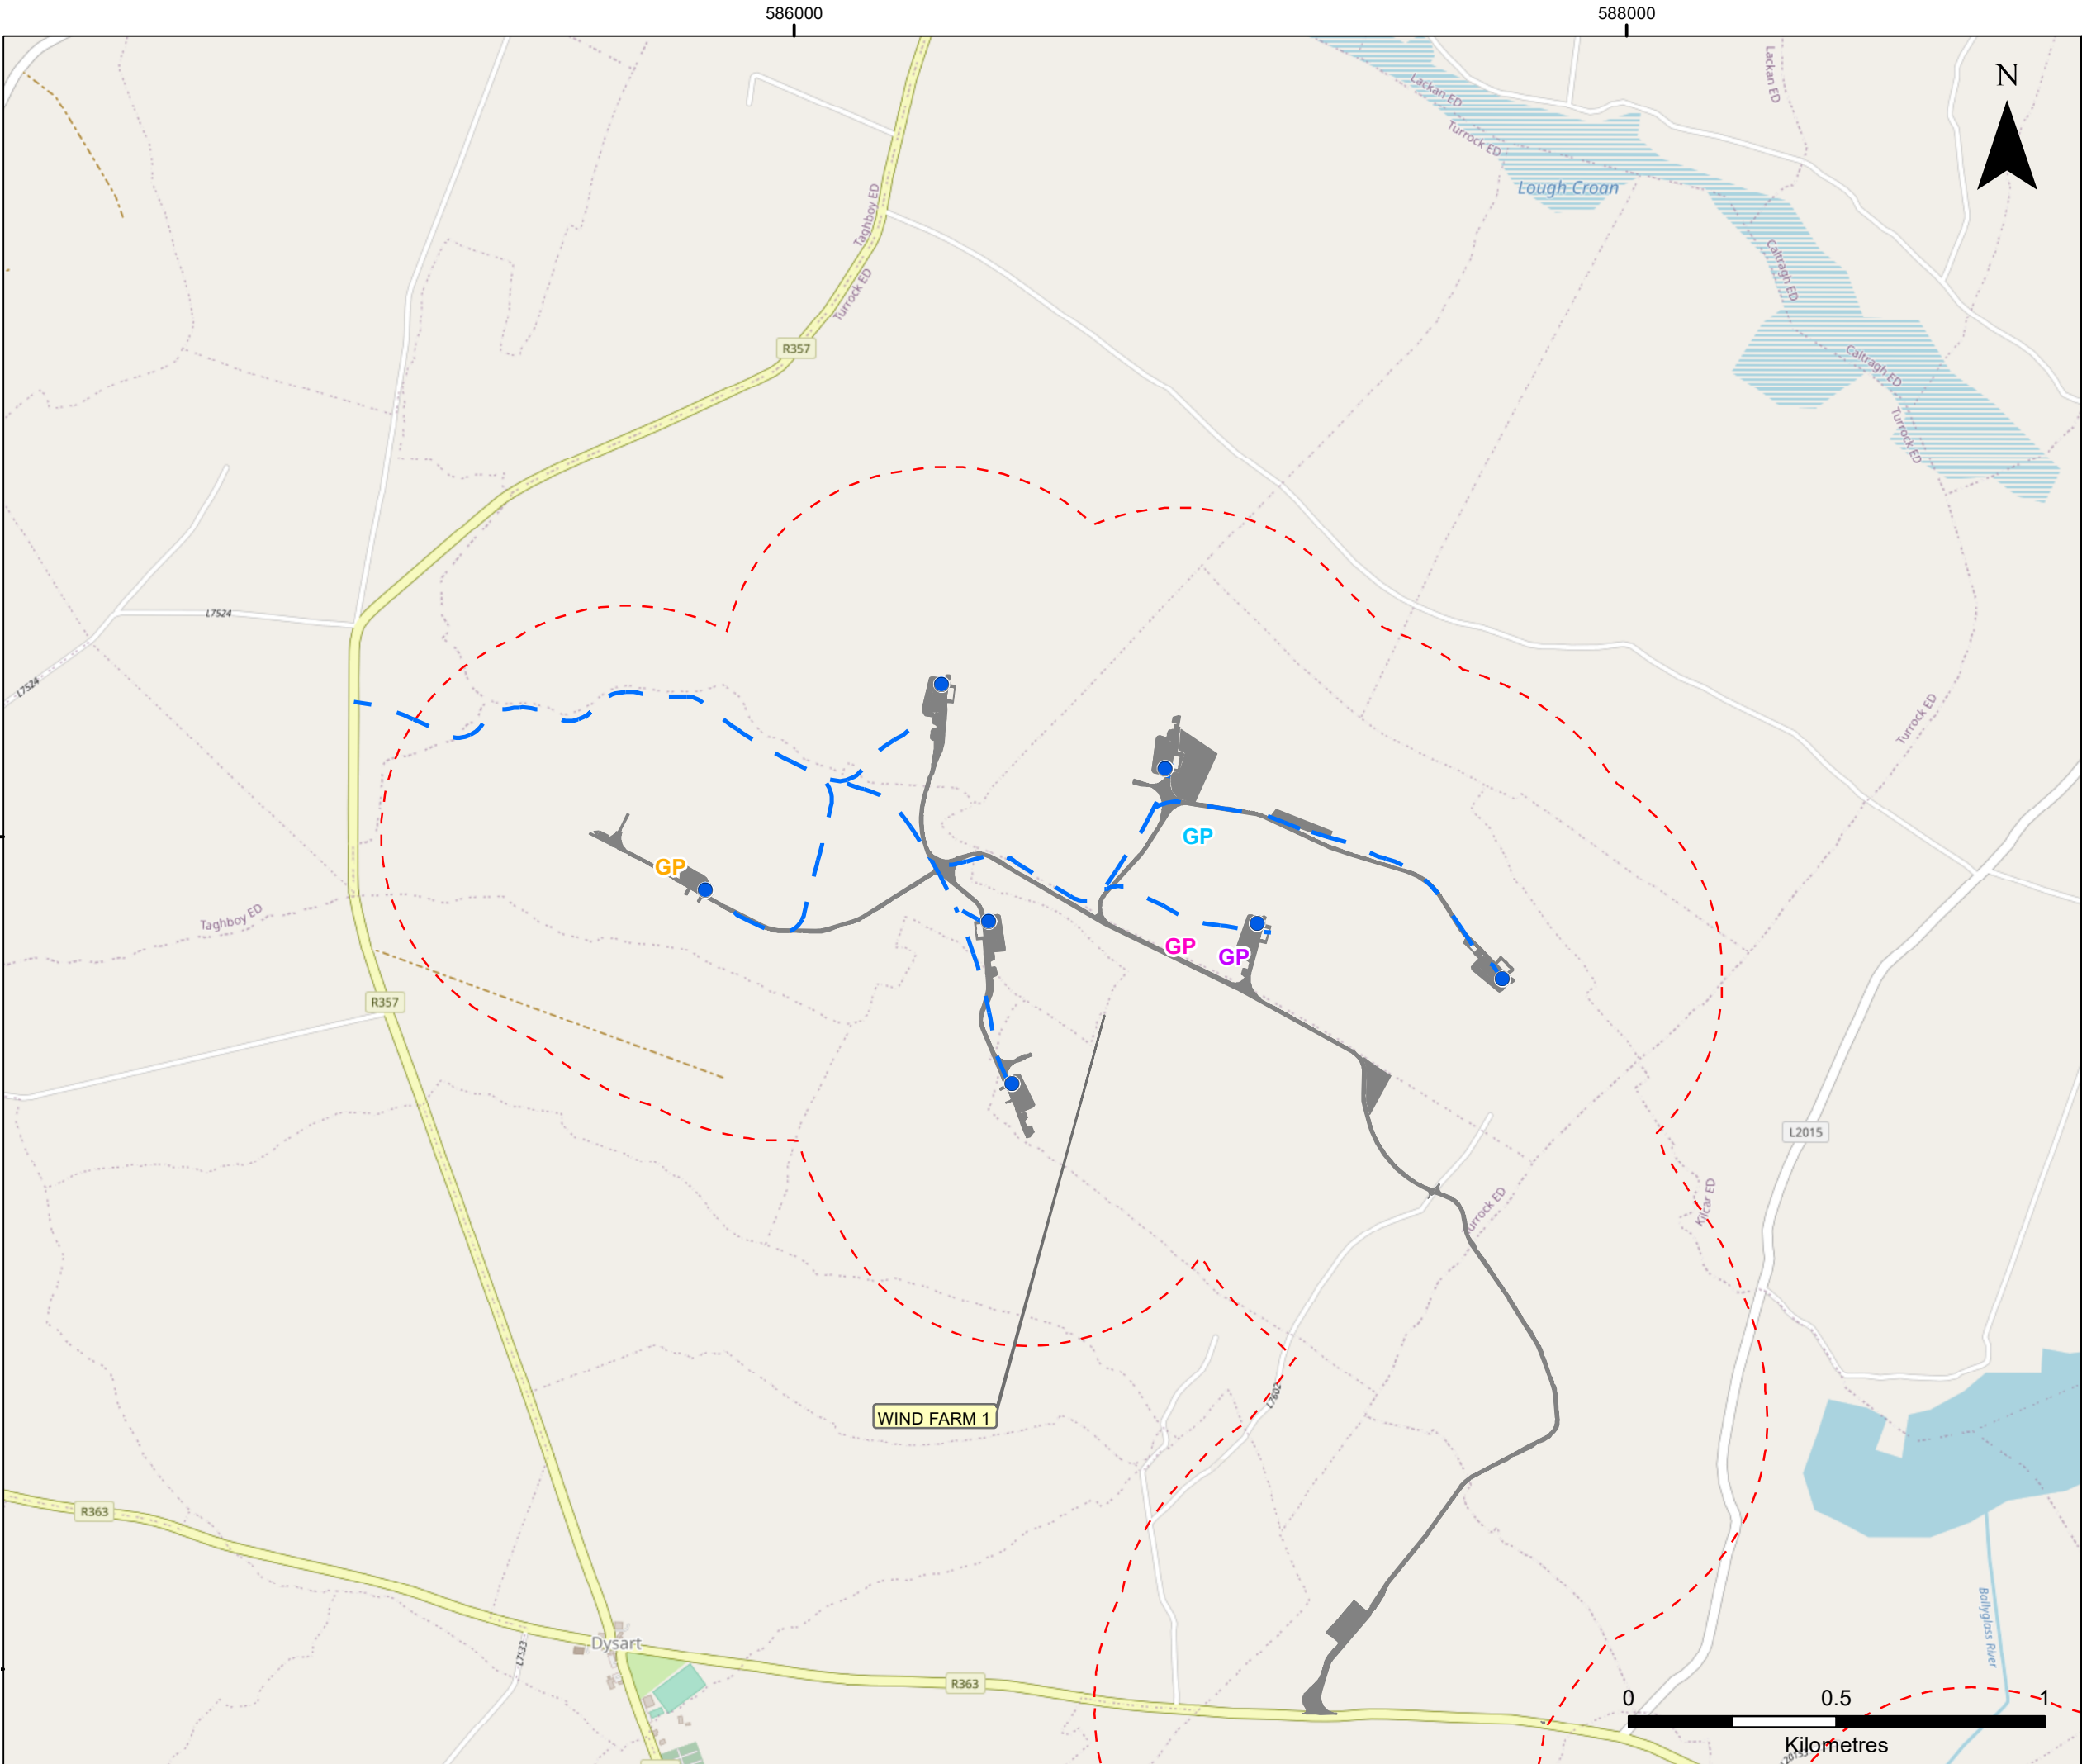 586000
588000
N
Lackan ED
Lackan ED
Turrock ED
Lough Croan
Taghboy ED
Turrock ED
Caltragh ED
R357
Caltragh ED
Turrock ED
L7524
L7524
Turrock ED
GP
GP
Taghboy ED
GP
GP
R357
L2015
Kilcar ED
Turrock ED
L7602
WIND FARM 1
R363
Ballyglass River
Dysart
L7533
R363
0 0.5 1
Kilometres